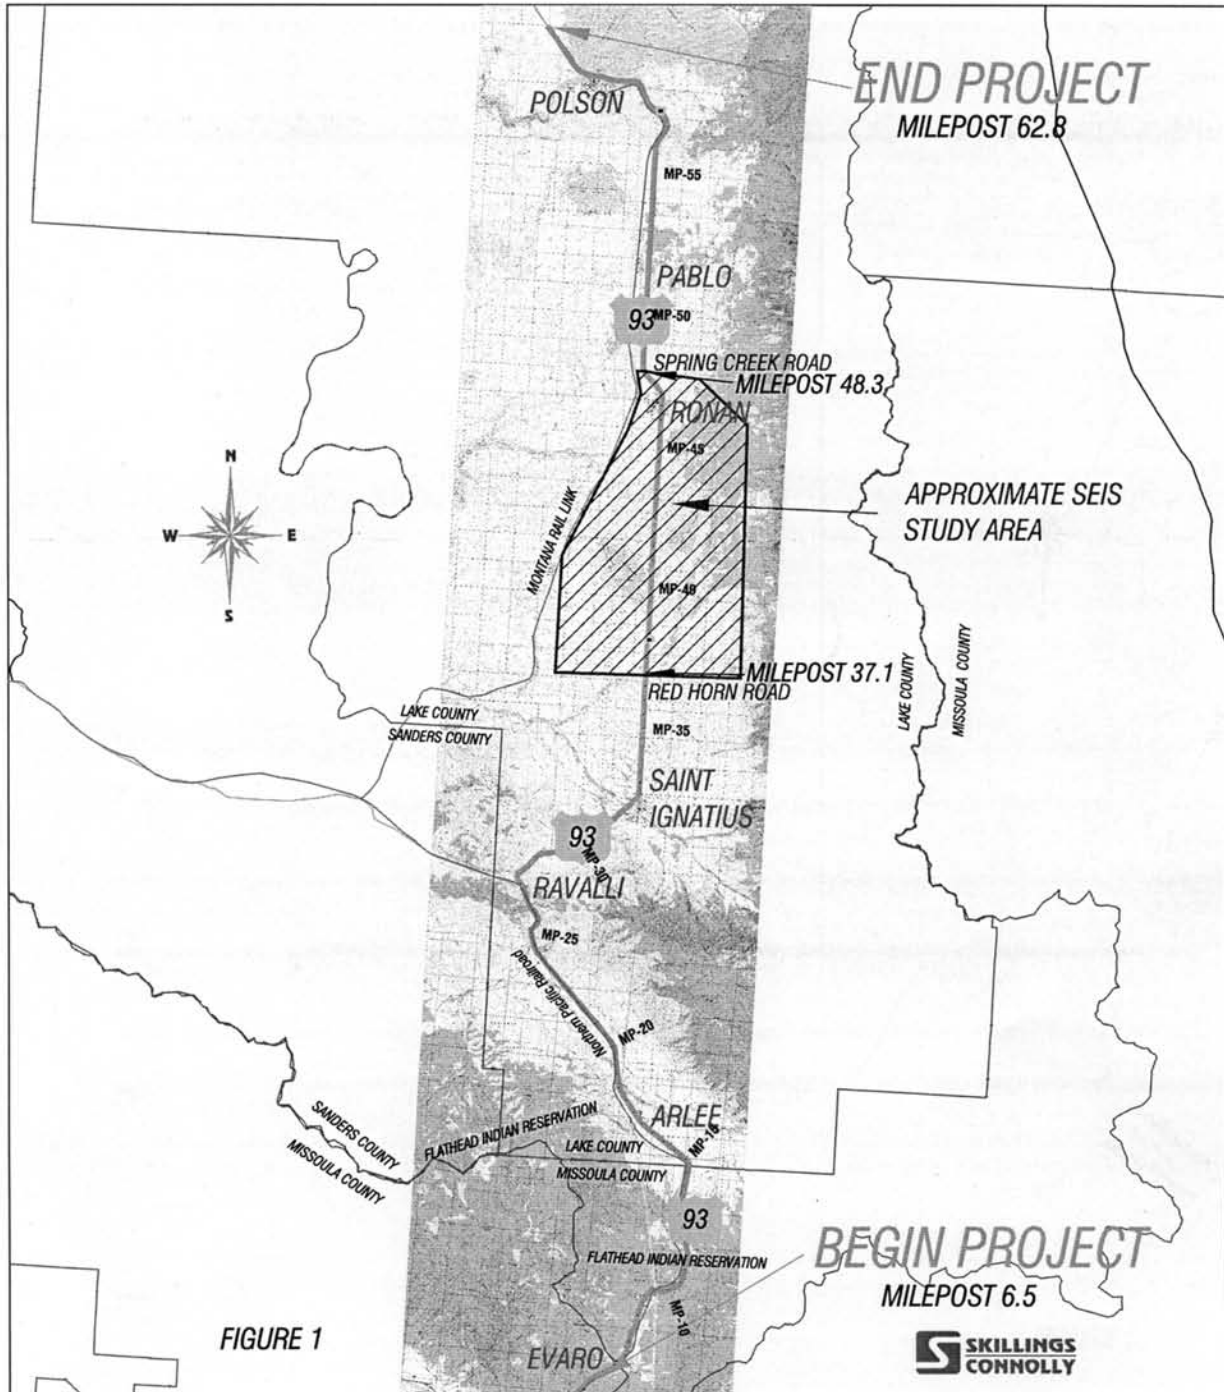 END PROJECT
MILEPOST 62.8
POLSON
MP-55
PABLO
93
MP-50
SPRING CREEK ROAD
MILEPOST 48.3
RONAN
MP-45
N
W
E
S
MONTANA RAIL LINK
APPROXIMATE SEIS
STUDY AREA
MP-40
LAKE COUNTY
MISSOULA COUNTY
MILEPOST 37.1
RED HORN ROAD
LAKE COUNTY
SANDERS COUNTY
MP-35
SAINT
IGNATIUS
93
MP-30
RAVALLI
MP-25
Northern Pacific Railroad
MP-20
ARLEE
MP-15
SANDERS COUNTY
MISSOULA COUNTY
FLATHEAD INDIAN RESERVATION
LAKE COUNTY
MISSOULA COUNTY
93
FLATHEAD INDIAN RESERVATION
BEGIN PROJECT
MILEPOST 6.5
MP-10
FIGURE 1
EVARO
S SKILLINGS
CONNOLLY